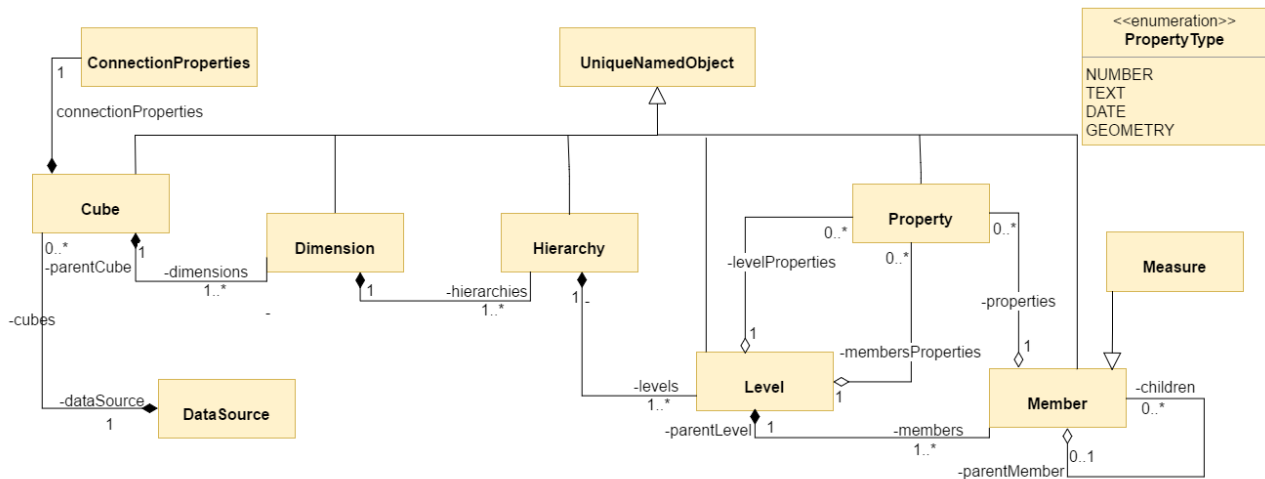 <<enumeration>>
PropertyType
NUMBER
TEXT
DATE
GEOMETRY
ConnectionProperties
UniqueNamedObject
1
connectionProperties
Cube
Dimension
Hierarchy
Property
Measure
0..*
-parentCube
1
-dimensions
1..*
-
-cubes
1
-hierarchies
1..*
1
-
0..*
0..*
0..*
-levelProperties
-properties
1
-membersProperties
1
1
-levels
1..*
Level
Member
-children
0..*
-dataSource
1
DataSource
-parentLevel
1
-members
1..*
0..1
-parentMember